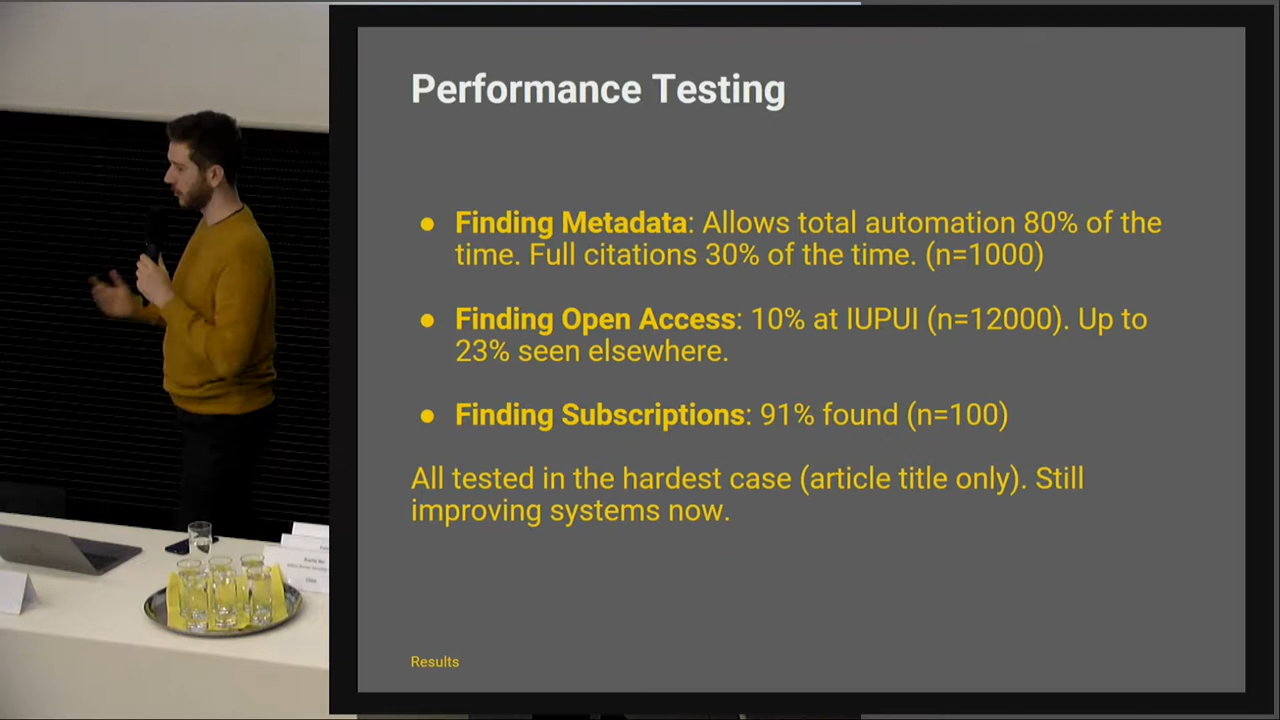 Performance Testing
● Finding Metadata: Allows total automation 80% of the
time. Full citations 30% of the time. (n=1000)
● Finding Open Access: 10% at IUPUI (n=12000). Up to
23% seen elsewhere.
● Finding Subscriptions: 91% found (n=100)
All tested in the hardest case (article title only). Still
improving systems now.
Results